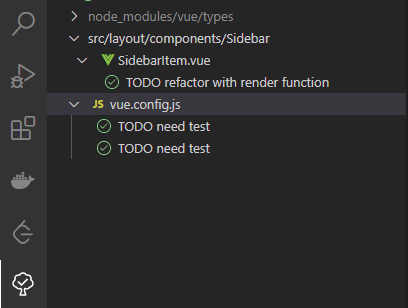 node_modules/vue/types
src/layout/components/Sidebar
SidebarItem.vue
TODO refactor with render function
JS vue.config.js
TODO need test
TODO need test